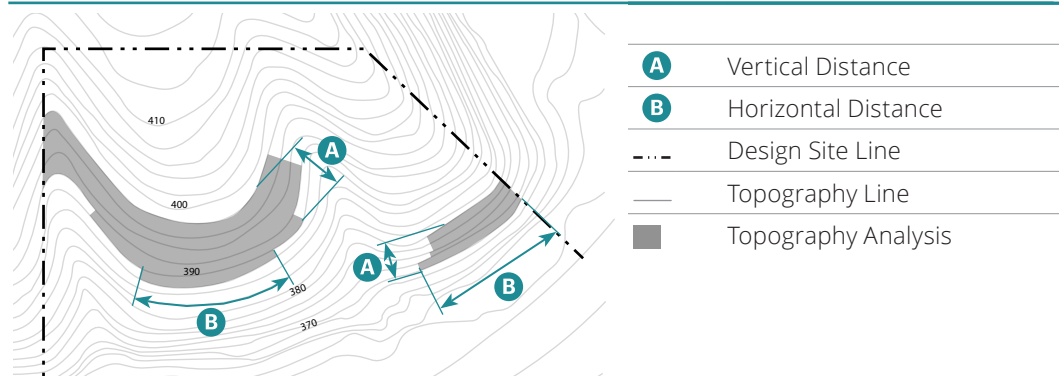 410
400
390
380
370
A
B
A
B
A Vertical Distance
B Horizontal Distance
Design Site Line
Topography Line
Topography Analysis